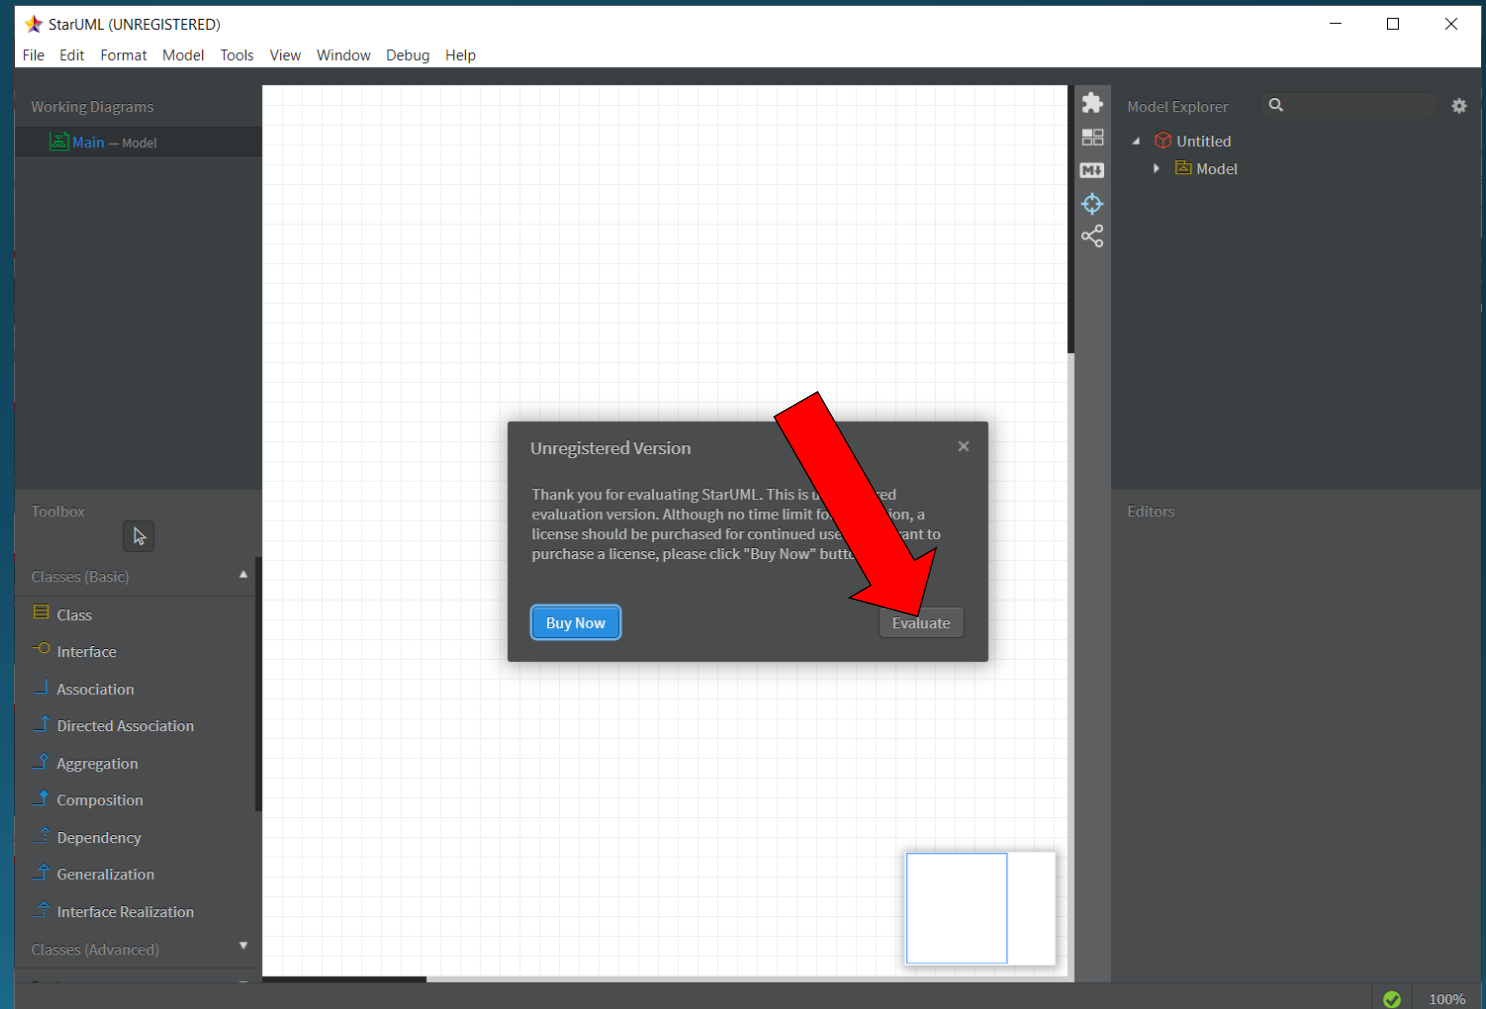 StarUML (UNREGISTERED)
File Edit Format Model Tools View Window Debug Help
Working Diagrams
Main — Model
Model Explorer
Untitled
Model
Unregistered Version
Thank you for evaluating StarUML. This is
evaluation version. Although no time limit a
license should be purchased for continued use to
purchase a license, please click "Buy Now"
Buy Now
Evaluate
Toolbox
Classes (Basic)
Class
Interface
Association
Directed Association
Aggregation
Composition
Dependency
Generalization
Interface Realization
Classes (Advanced)
Editors
100%